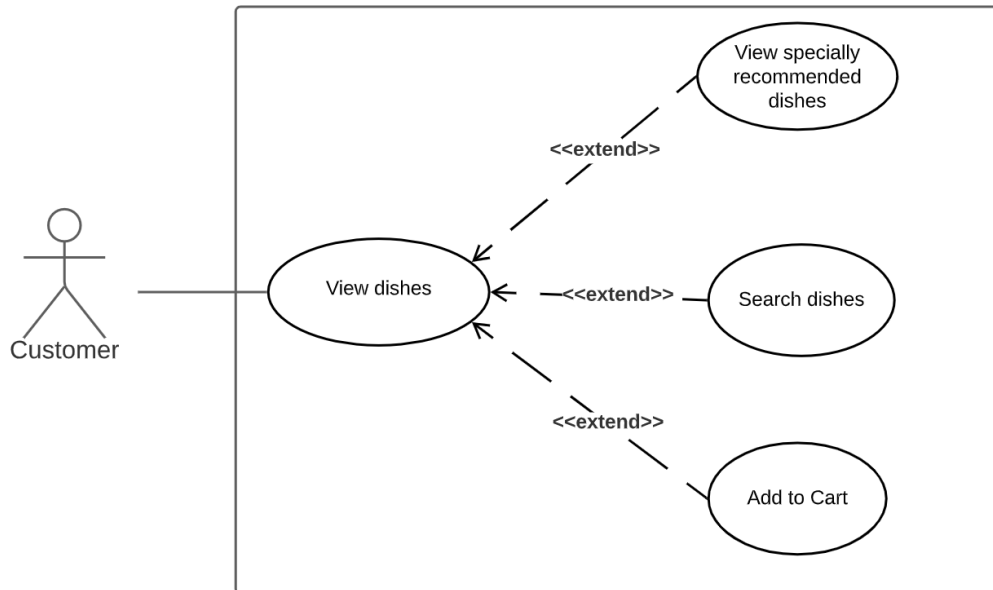 View specially
recommended
dishes
<<extend>>
View dishes
<<extend>>
Search dishes
Customer
<<extend>>
Add to Cart